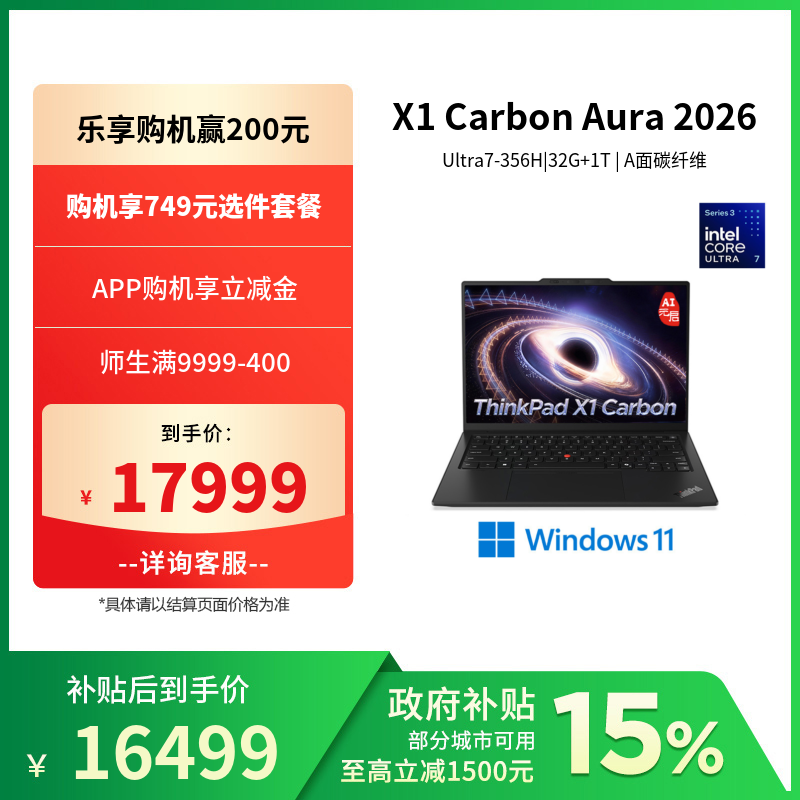 乐享购机赢200元
购机享749元选件套餐
APP购机享立减金
师生满9999-400
到手价:
¥ 17999
--详询客服--
*具体请以结算页面价格为准
X1 Carbon Aura 2026
Ultra7-356H|32G+1T | A面碳纤维
Series 3
intel
CORE
ULTRA 7
AI
元启
ThinkPad X1 Carbon
ThinkPad
Windows 11
补贴后到手价
¥ 16499
政府补贴
部分城市可用
至高立减1500元
15%